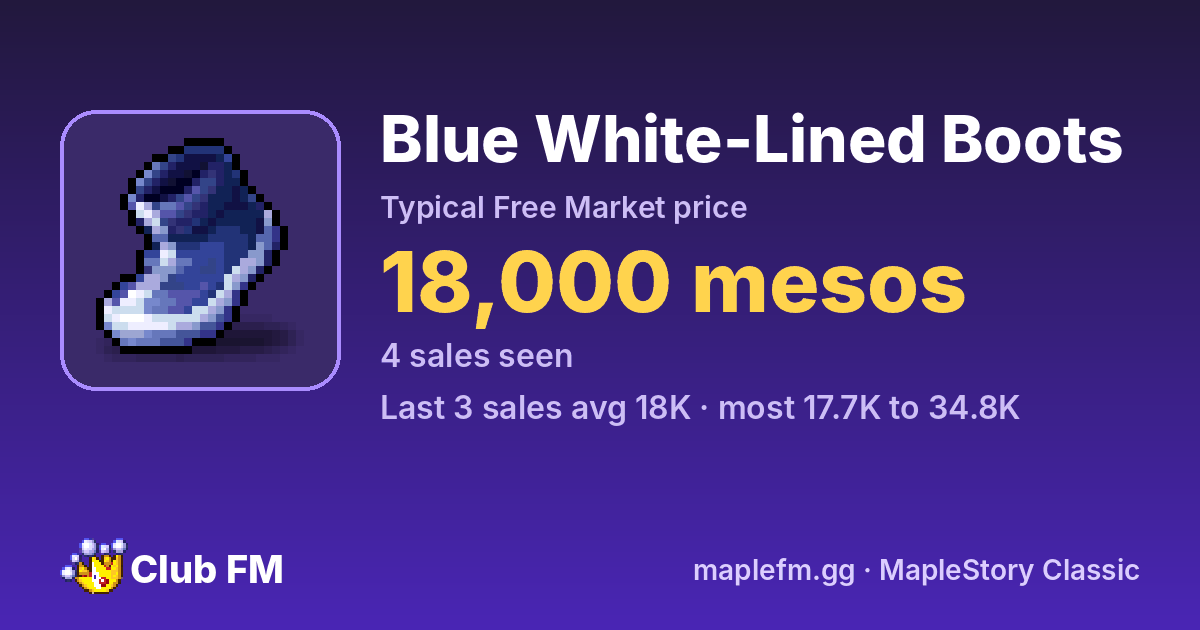 Blue White-Lined Boots
Typical Free Market price
18,000 mesos
4 sales seen
Last 3 sales avg 18K · most 17.7K to 34.8K
Club FM
maplefm.gg · MapleStory Classic